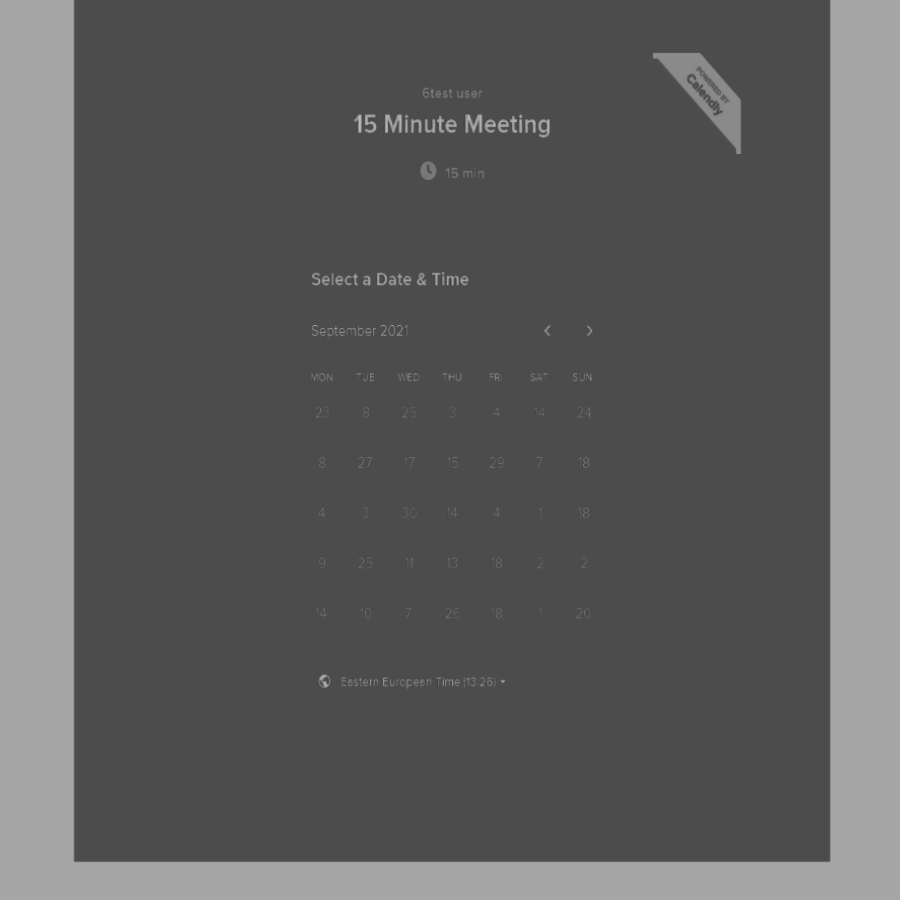 POWERED BY
Calendly
6test user
15 Minute Meeting
15 min
Select a Date & Time
September 2021
MON TUE WED THU FRI SAT SUN
23 8 25 3 4 14 24
8 27 17 15 29 7 18
4 3 30 14 4 1 18
9 25 11 13 18 2 2
14 10 7 26 18 1 20
Eastern European Time (13:26)